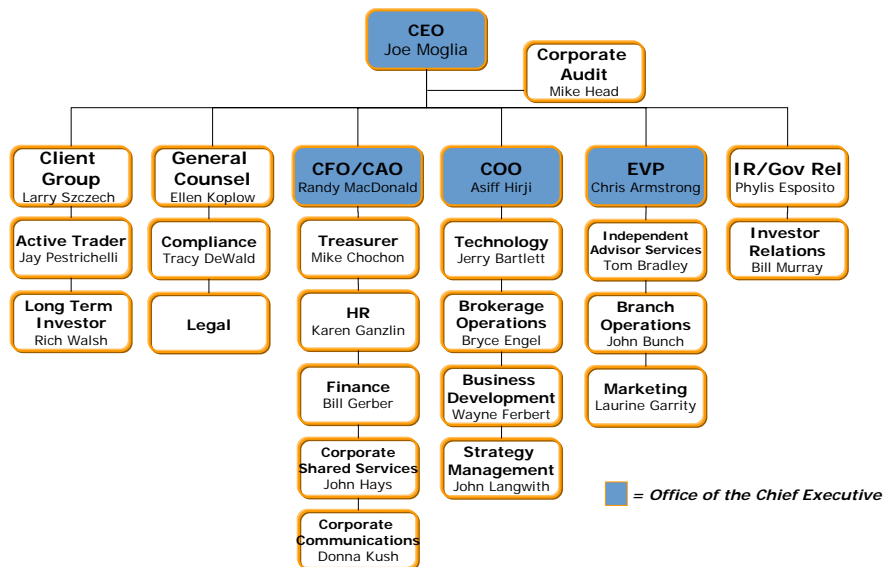 CEO
Joe Moglia
Corporate
Audit
Mike Head
Client
Group
Larry Szczech
Active Trader
Jay Pestrichelli
Long Term
Investor
Rich Walsh
General
Counsel
Ellen Koplow
Compliance
Tracy DeWald
Legal
CFO/CAO
Randy MacDonald
Treasurer
Mike Chochon
HR
Karen Ganzlin
Finance
Bill Gerber
Corporate
Shared Services
John Hays
Corporate
Communications
Donna Kush
COO
Asiff Hirji
Technology
Jerry Bartlett
Brokerage
Operations
Bryce Engel
Business
Development
Wayne Ferbert
Strategy
Management
John Langwith
EVP
Chris Armstrong
Independent
Advisor Services
Tom Bradley
Branch
Operations
John Bunch
Marketing
Laurine Garrity
IR/Gov Rel
Phylis Esposito
Investor
Relations
Bill Murray
= Office of the Chief Executive